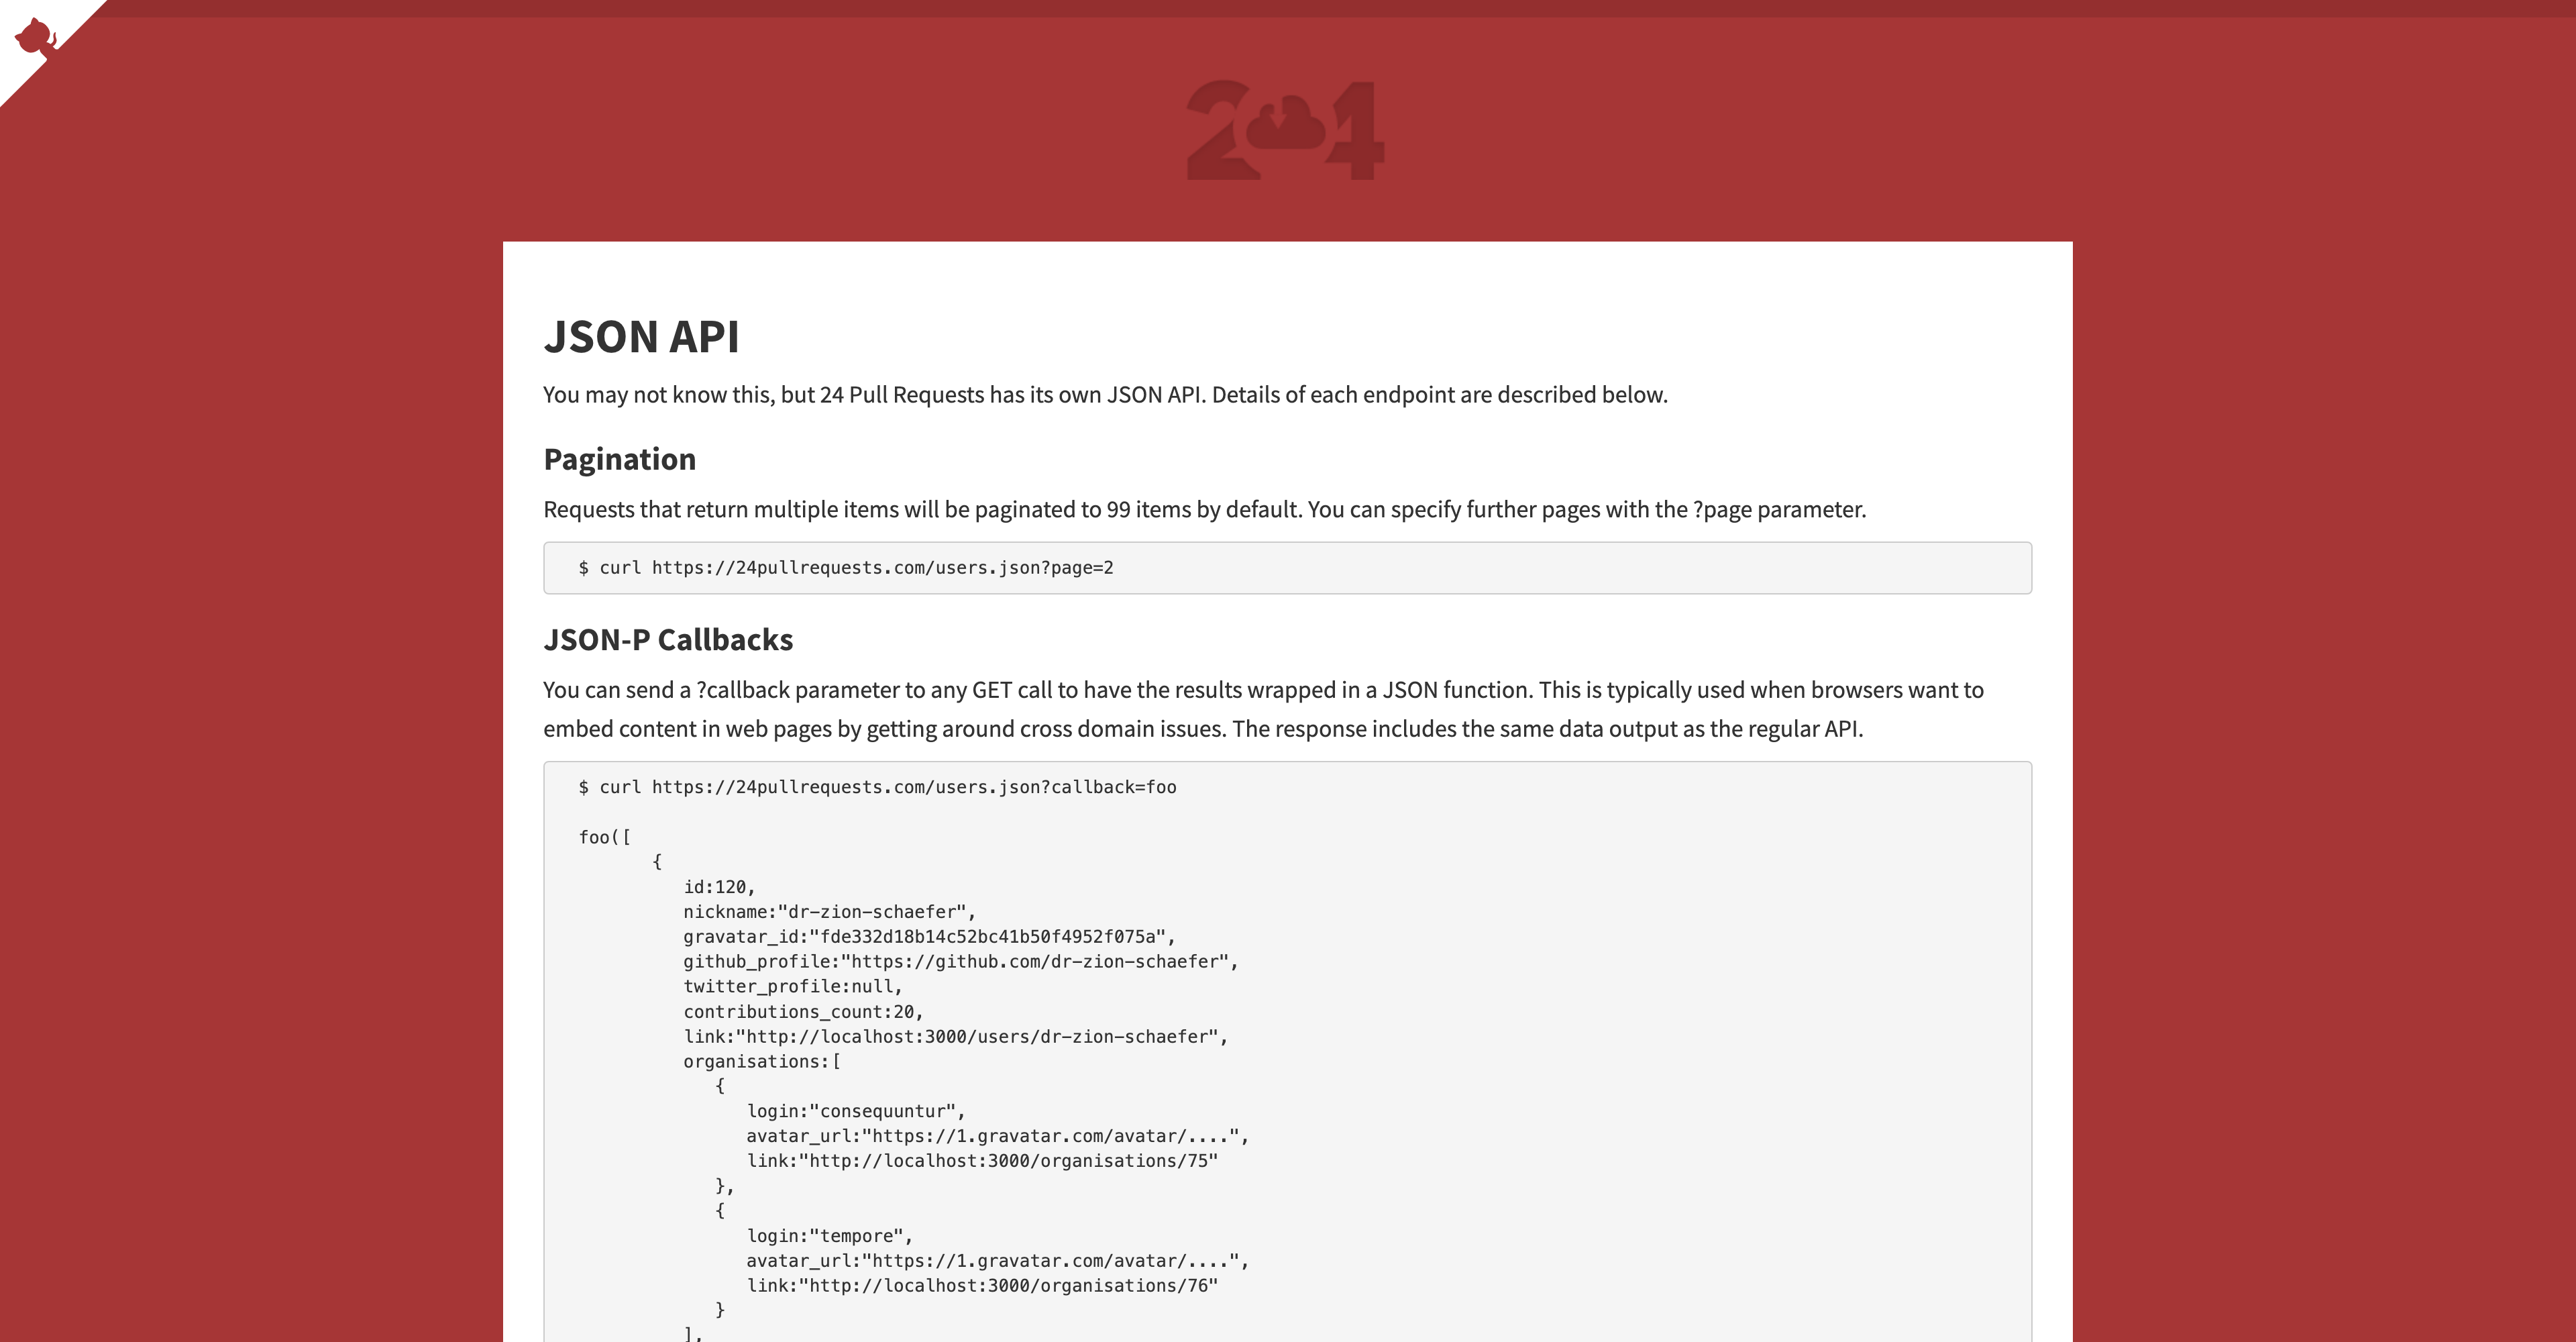 24
JSON API
You may not know this, but 24 Pull Requests has its own JSON API. Details of each endpoint are described below.
Pagination
Requests that return multiple items will be paginated to 99 items by default. You can specify further pages with the ?page parameter.
$ curl https://24pullrequests.com/users.json?page=2
JSON-P Callbacks
You can send a ?callback parameter to any GET call to have the results wrapped in a JSON function. This is typically used when browsers want to
embed content in web pages by getting around cross domain issues. The response includes the same data output as the regular API.
$ curl https://24pullrequests.com/users.json?callback=foo
foo([
{
id:120,
nickname:"dr-zion-schaefer",
gravatar_id:"fde332d18b14c52bc41b50f4952f075a",
github_profile:"https://github.com/dr-zion-schaefer",
twitter_profile:null,
contributions_count:20,
link:"http://localhost:3000/users/dr-zion-schaefer",
organisations:[
{
login:"consequuntur",
avatar_url:"https://1.gravatar.com/avatar/....",
link:"http://localhost:3000/organisations/75"
},
{
login:"tempore",
avatar_url:"https://1.gravatar.com/avatar/....",
link:"http://localhost:3000/organisations/76"
}
],